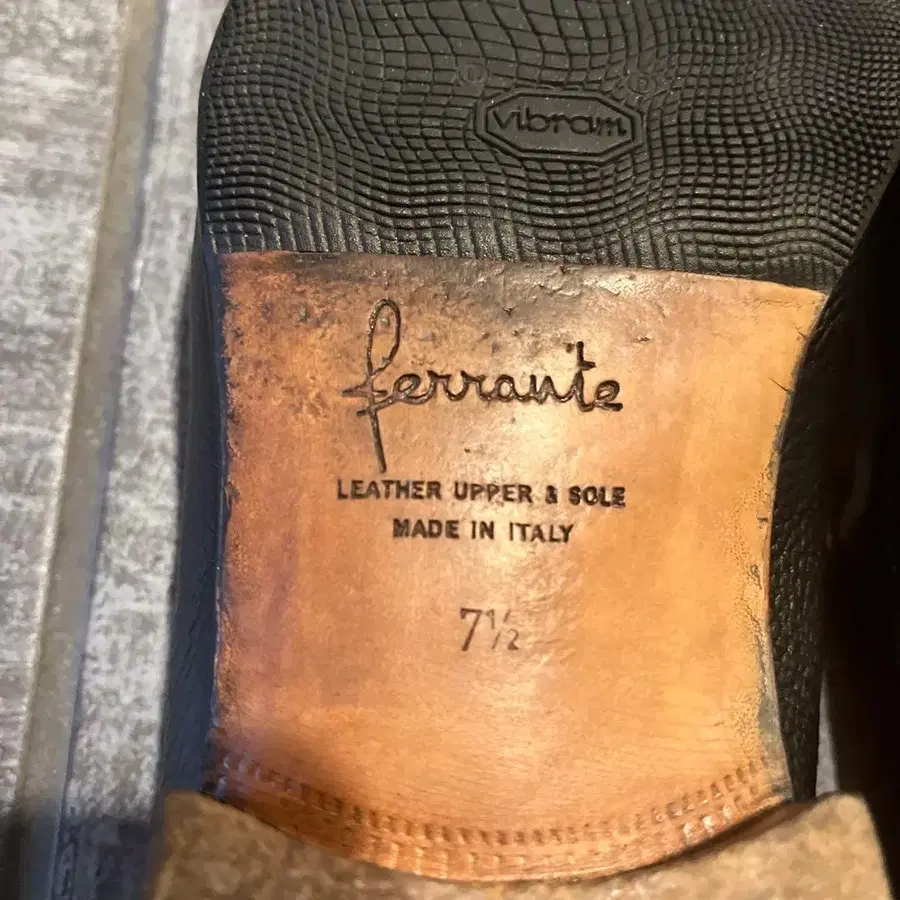 vibram
ferrante
LEATHER UPPER & SOLE
MADE IN ITALY
7½